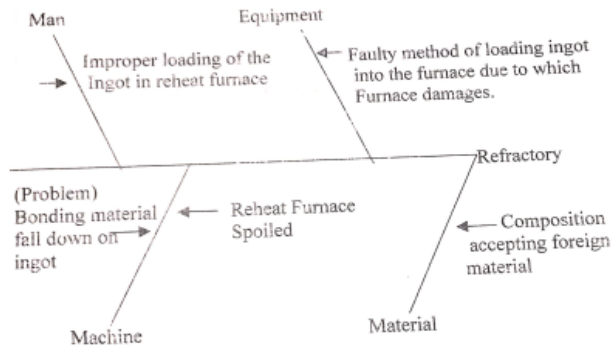 Man
Equipment
Improper loading of the
Ingot in reheat furnace
Faulty method of loading ingot
into the furnace due to which
Furnace damages.
Refractory
(Problem)
Bonding material
fall down on
ingot
Reheat Furnace
Spoiled
Composition
accepting foreign
material
Machine
Material